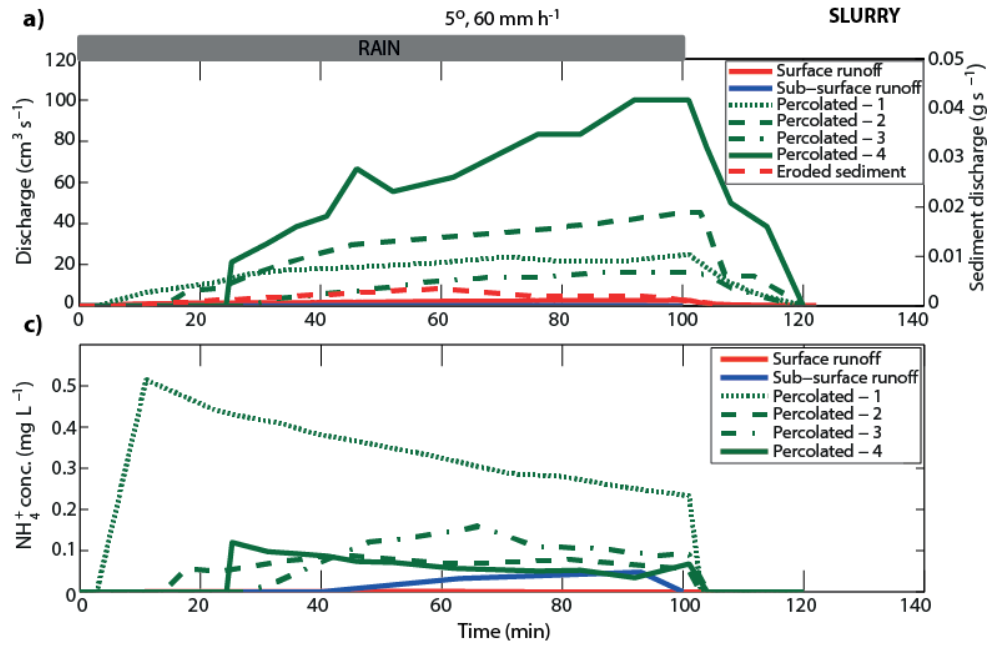 a)
5º, 60 mm h-1
SLURRY
RAIN
120
100
80
60
40
20
0
Discharge (cm3 s-1)
0.05
0.04
0.03
0.02
0.01
0
Sediment discharge (g s-1)
Surface runoff
Sub-surface runoff
Percolated - 1
Percolated - 2
Percolated - 3
Percolated - 4
Eroded sediment
0 20 40 60 80 100 120 140
c)
0.5
0.4
0.3
0.2
0.1
0
NH4+ conc. (mg L-1)
Surface runoff
Sub-surface runoff
Percolated - 1
Percolated - 2
Percolated - 3
Percolated - 4
0 20 40 60 80 100 120 140
Time (min)